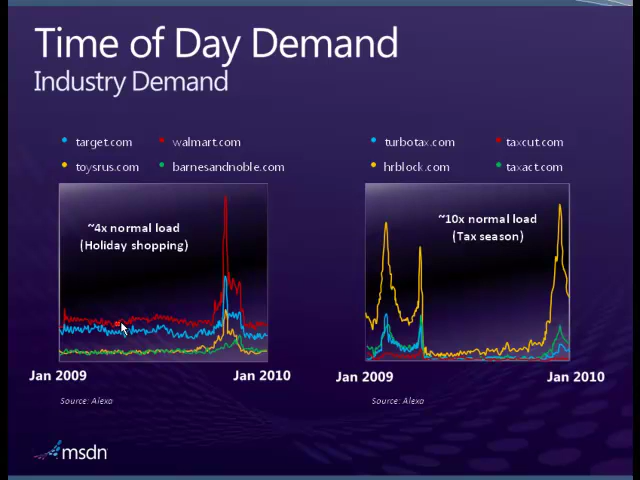 Time of Day Demand
Industry Demand
target.com walmart.com
toysrus.com barnesandnoble.com
~4x normal load
(Holiday shopping)
Jan 2009 Jan 2010
Source: Alexa
turbotax.com taxcut.com
hrblock.com taxact.com
~10x normal load
(Tax season)
Jan 2009 Jan 2010
Source: Alexa
msdn